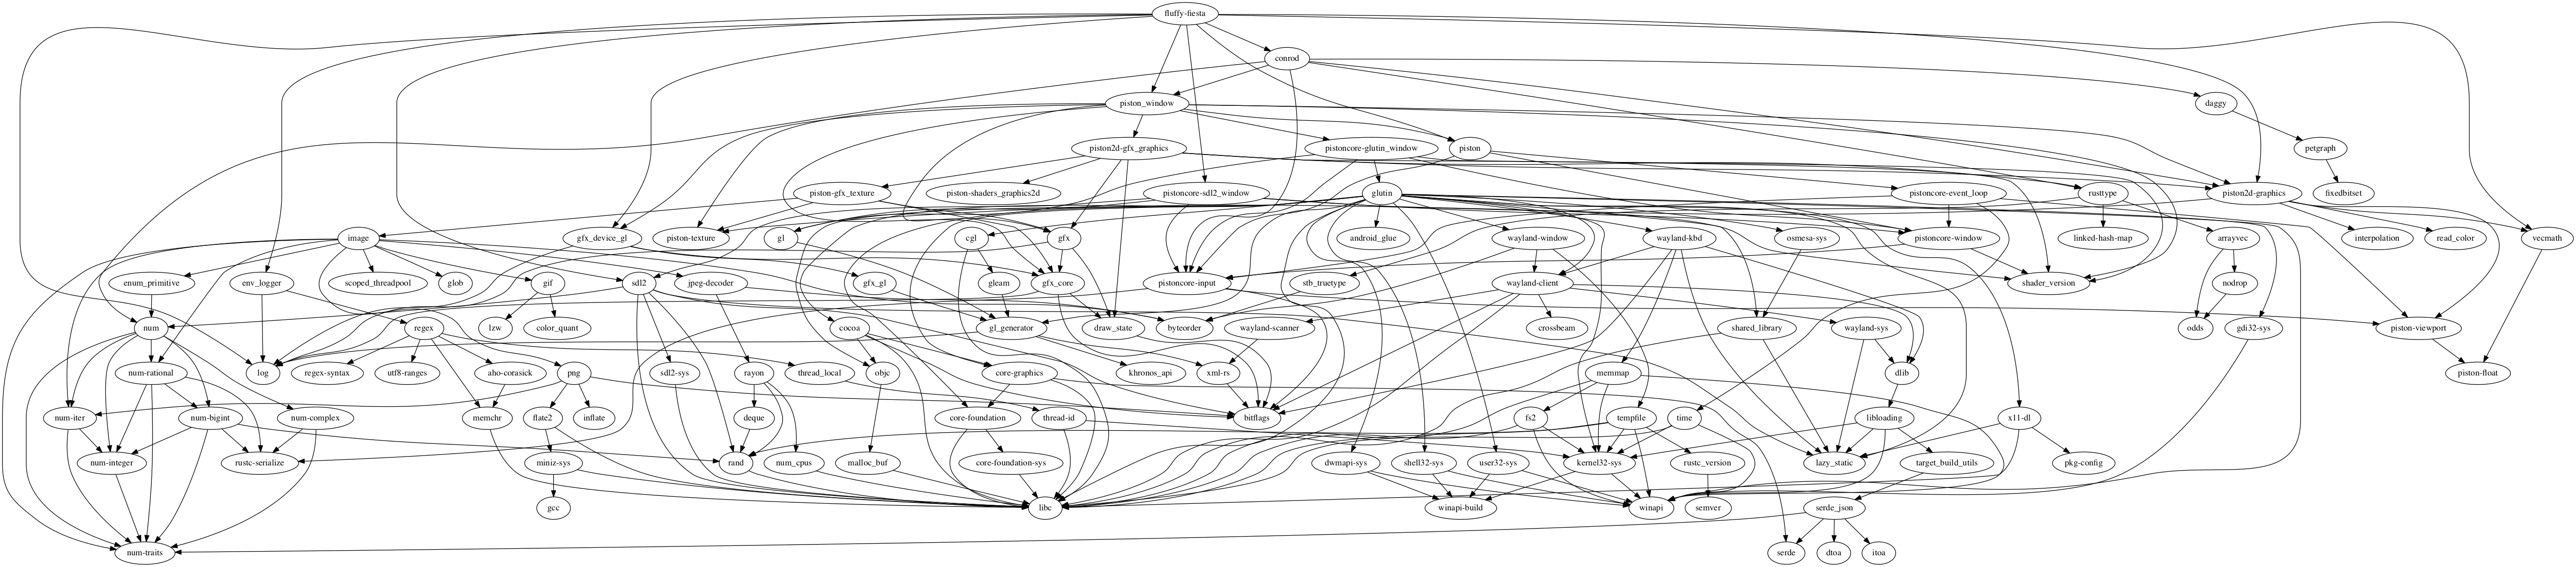 fluffy-fiesta
conrod
piston_window
daggy
piston2d-gfx_graphics
pistoncore-glutin_window
piston
petgraph
piston-gfx_texture
piston-shaders_graphics2d
pistoncore-sdl2_window
glutin
pistoncore-event_loop
rusttype
piston2d-graphics
fixedbitset
image
gfx_device_gl
piston-texture
gl
cgl
gfx
android_glue
wayland-window
wayland-kbd
osmesa-sys
pistoncore-window
linked-hash-map
arrayvec
interpolation
read_color
vecmath
enum_primitive
env_logger
scoped_threadpool
glob
gif
sdl2
jpeg-decoder
gfx_gl
gleam
gfx_core
pistoncore-input
stb_truetype
wayland-client
shader_version
nodrop
num
lzw
color_quant
regex
cocoa
gl_generator
draw_state
byteorder
wayland-scanner
crossbeam
shared_library
wayland-sys
odds
gdi32-sys
piston-viewport
num-rational
log
regex-syntax
utf8-ranges
aho-corasick
png
sdl2-sys
rayon
thread_local
objc
core-graphics
khronos_api
xml-rs
memmap
dlib
piston-float
num-iter
num-bigint
num-complex
memchr
flate2
inflate
deque
core-foundation
thread-id
bitflags
fs2
tempfile
time
libloading
x11-dl
num-integer
rustc-serialize
miniz-sys
rand
num_cpus
malloc_buf
core-foundation-sys
dwmapi-sys
shell32-sys
user32-sys
kernel32-sys
rustc_version
lazy_static
target_build_utils
pkg-config
gcc
libc
winapi-build
winapi
semver
serde_json
num-traits
serde
dtoa
itoa